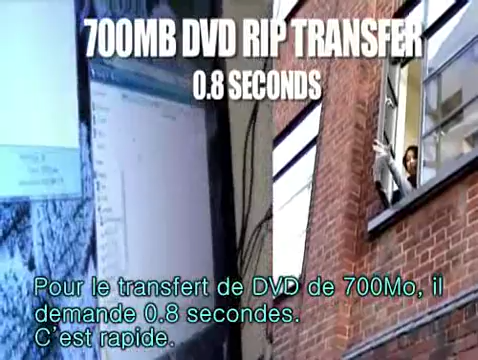 700MB DVD RIP TRANSFER
0.8 SECONDS
Pour le transfert de DVD de 700Mo, il
demande 0.8 secondes.
C'est rapide.